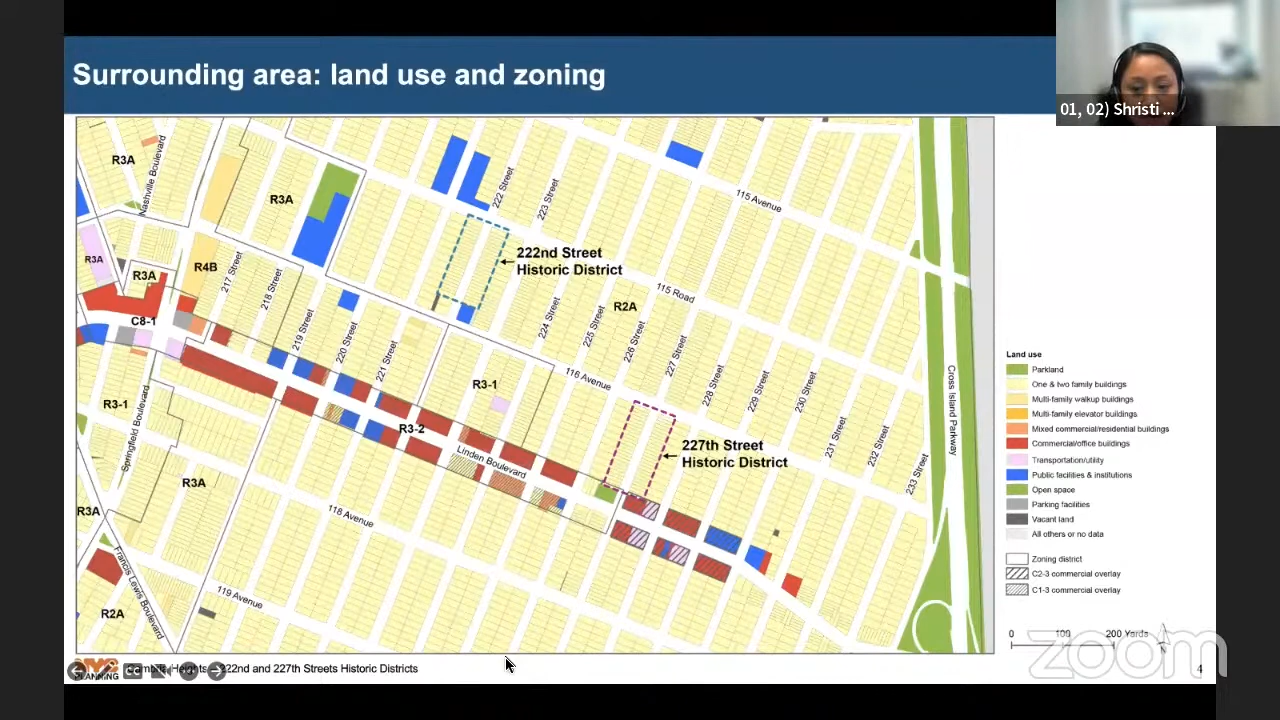 Surrounding area: land use and zoning
01, 02) Shristi ...
R3A
Nashville Boulevard
R3A
222 Street
223 Street
115 Avenue
222nd Street
Historic District
R3A
R3A
R4B
217 Street
218 Street
115 Road
R2A
C8-1
219 Street
220 Street
221 Street
224 Street
225 Street
226 Street
227 Street
228 Street
229 Street
230 Street
231 Street
232 Street
233 Street
Cross Island Parkway
116 Avenue
R3-1
R3-1
R3-2
Linden Boulevard
227th Street
Historic District
Springfield Boulevard
R3A
R3A
118 Avenue
Francis Lewis Boulevard
119 Avenue
R2A
Land use
Parkland
One & two family buildings
Multi-family walkup buildings
Multi-family elevator buildings
Mixed commercial/residential buildings
Commercial/office buildings
Transportation/utility
Public facilities & institutions
Open space
Parking facilities
Vacant land
All others or no data
Zoning district
C2-3 commercial overlay
C1-3 commercial overlay
0 100 200 Yards
zoom
PLANNING
Heights – 222nd and 227th Streets Historic Districts
4